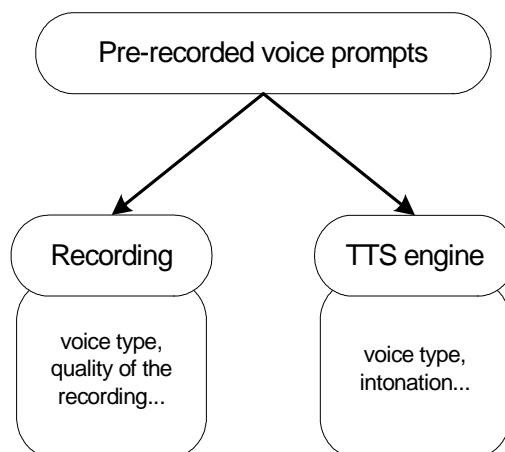 Pre-recorded voice prompts
Recording
TTS engine
voice type,
quality of the
recording...
voice type,
intonation...